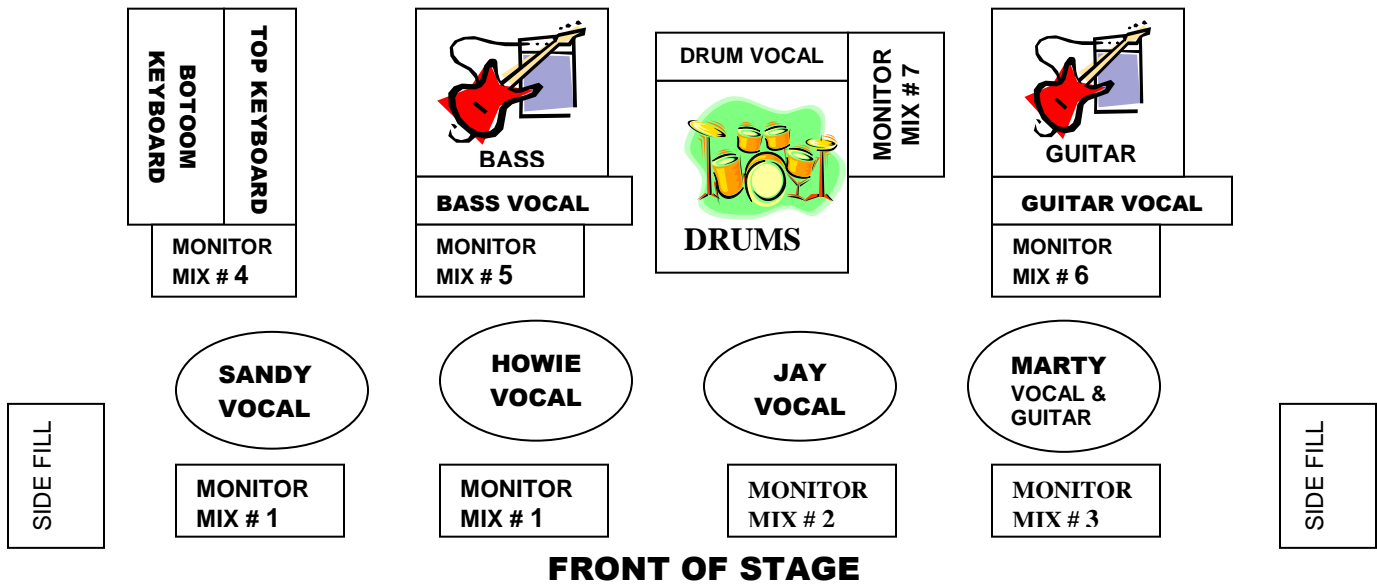 BOTOOM
KEYBOARD
TOP KEYBOARD
MONITOR
MIX # 4
BASS
BASS VOCAL
MONITOR
MIX # 5
DRUM VOCAL
MONITOR
MIX # 7
DRUMS
GUITAR
GUITAR VOCAL
MONITOR
MIX # 6
SANDY
VOCAL
HOWIE
VOCAL
JAY
VOCAL
MARTY
VOCAL &
GUITAR
SIDE FILL
MONITOR
MIX # 1
MONITOR
MIX # 1
MONITOR
MIX # 2
MONITOR
MIX # 3
SIDE FILL
FRONT OF STAGE